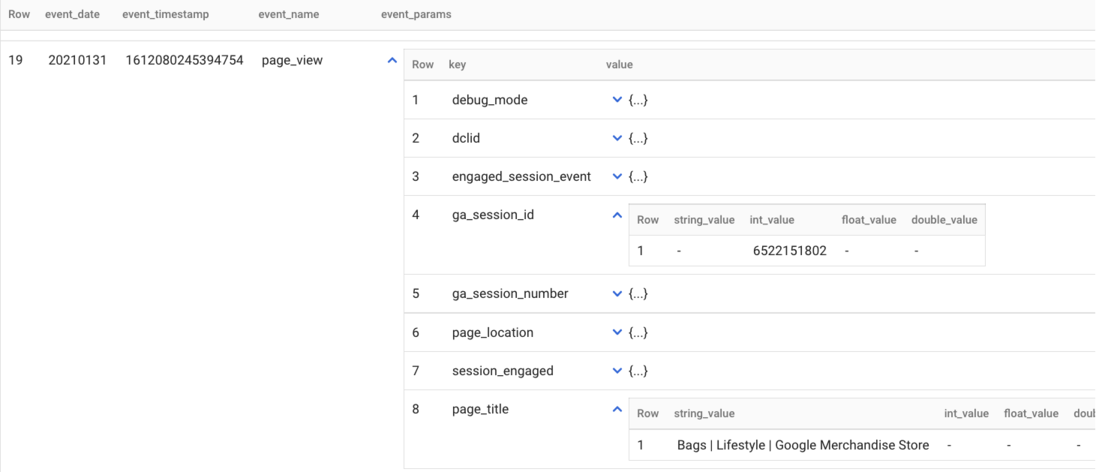 Row event_date event_timestamp event_name event_params
19 20210131 1612080245394754 page_view
Row key value
1 debug_mode {...}
2 dclid {...}
3 engaged_session_event {...}
4 ga_session_id
Row string_value int_value float_value double_value
1 - 6522151802 - -
5 ga_session_number {...}
6 page_location {...}
7 session_engaged {...}
8 page_title
Row string_value int_value float_value doub
1 Bags | Lifestyle | Google Merchandise Store - - -